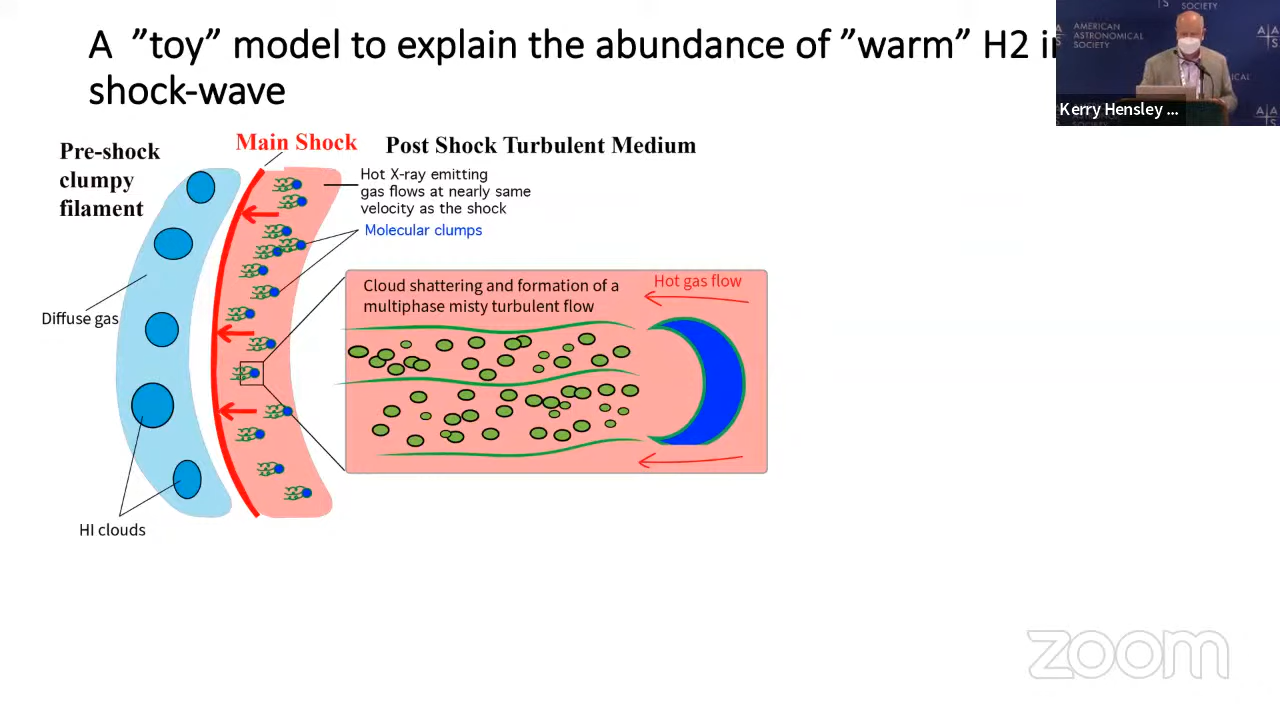 A ”toy” model to explain the abundance of ”warm” H2 in
shock-wave
SOCIETY
AMERICAN
ASTRONOMICAL
SOCIETY
Kerry Hensley ...
Pre-shock
clumpy
filament
Main Shock
Post Shock Turbulent Medium
Hot X-ray emitting
gas flows at nearly same
velocity as the shock
Molecular clumps
Cloud shattering and formation of a
multiphase misty turbulent flow
Hot gas flow
Diffuse gas
HI clouds
zoom